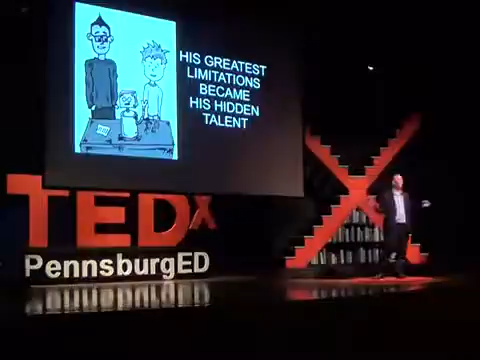 HIS GREATEST
LIMITATIONS
BECAME
HIS HIDDEN
TALENT
TEDx
PennsburgED